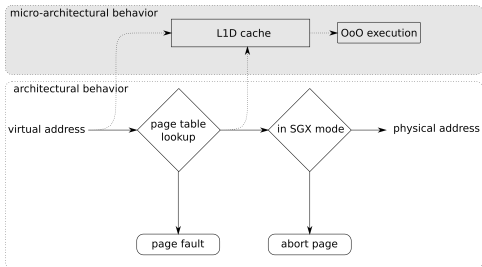 micro-architectural behavior
L1D cache
OoO execution
architectural behavior
virtual address
page table
lookup
in SGX mode
physical address
page fault
abort page